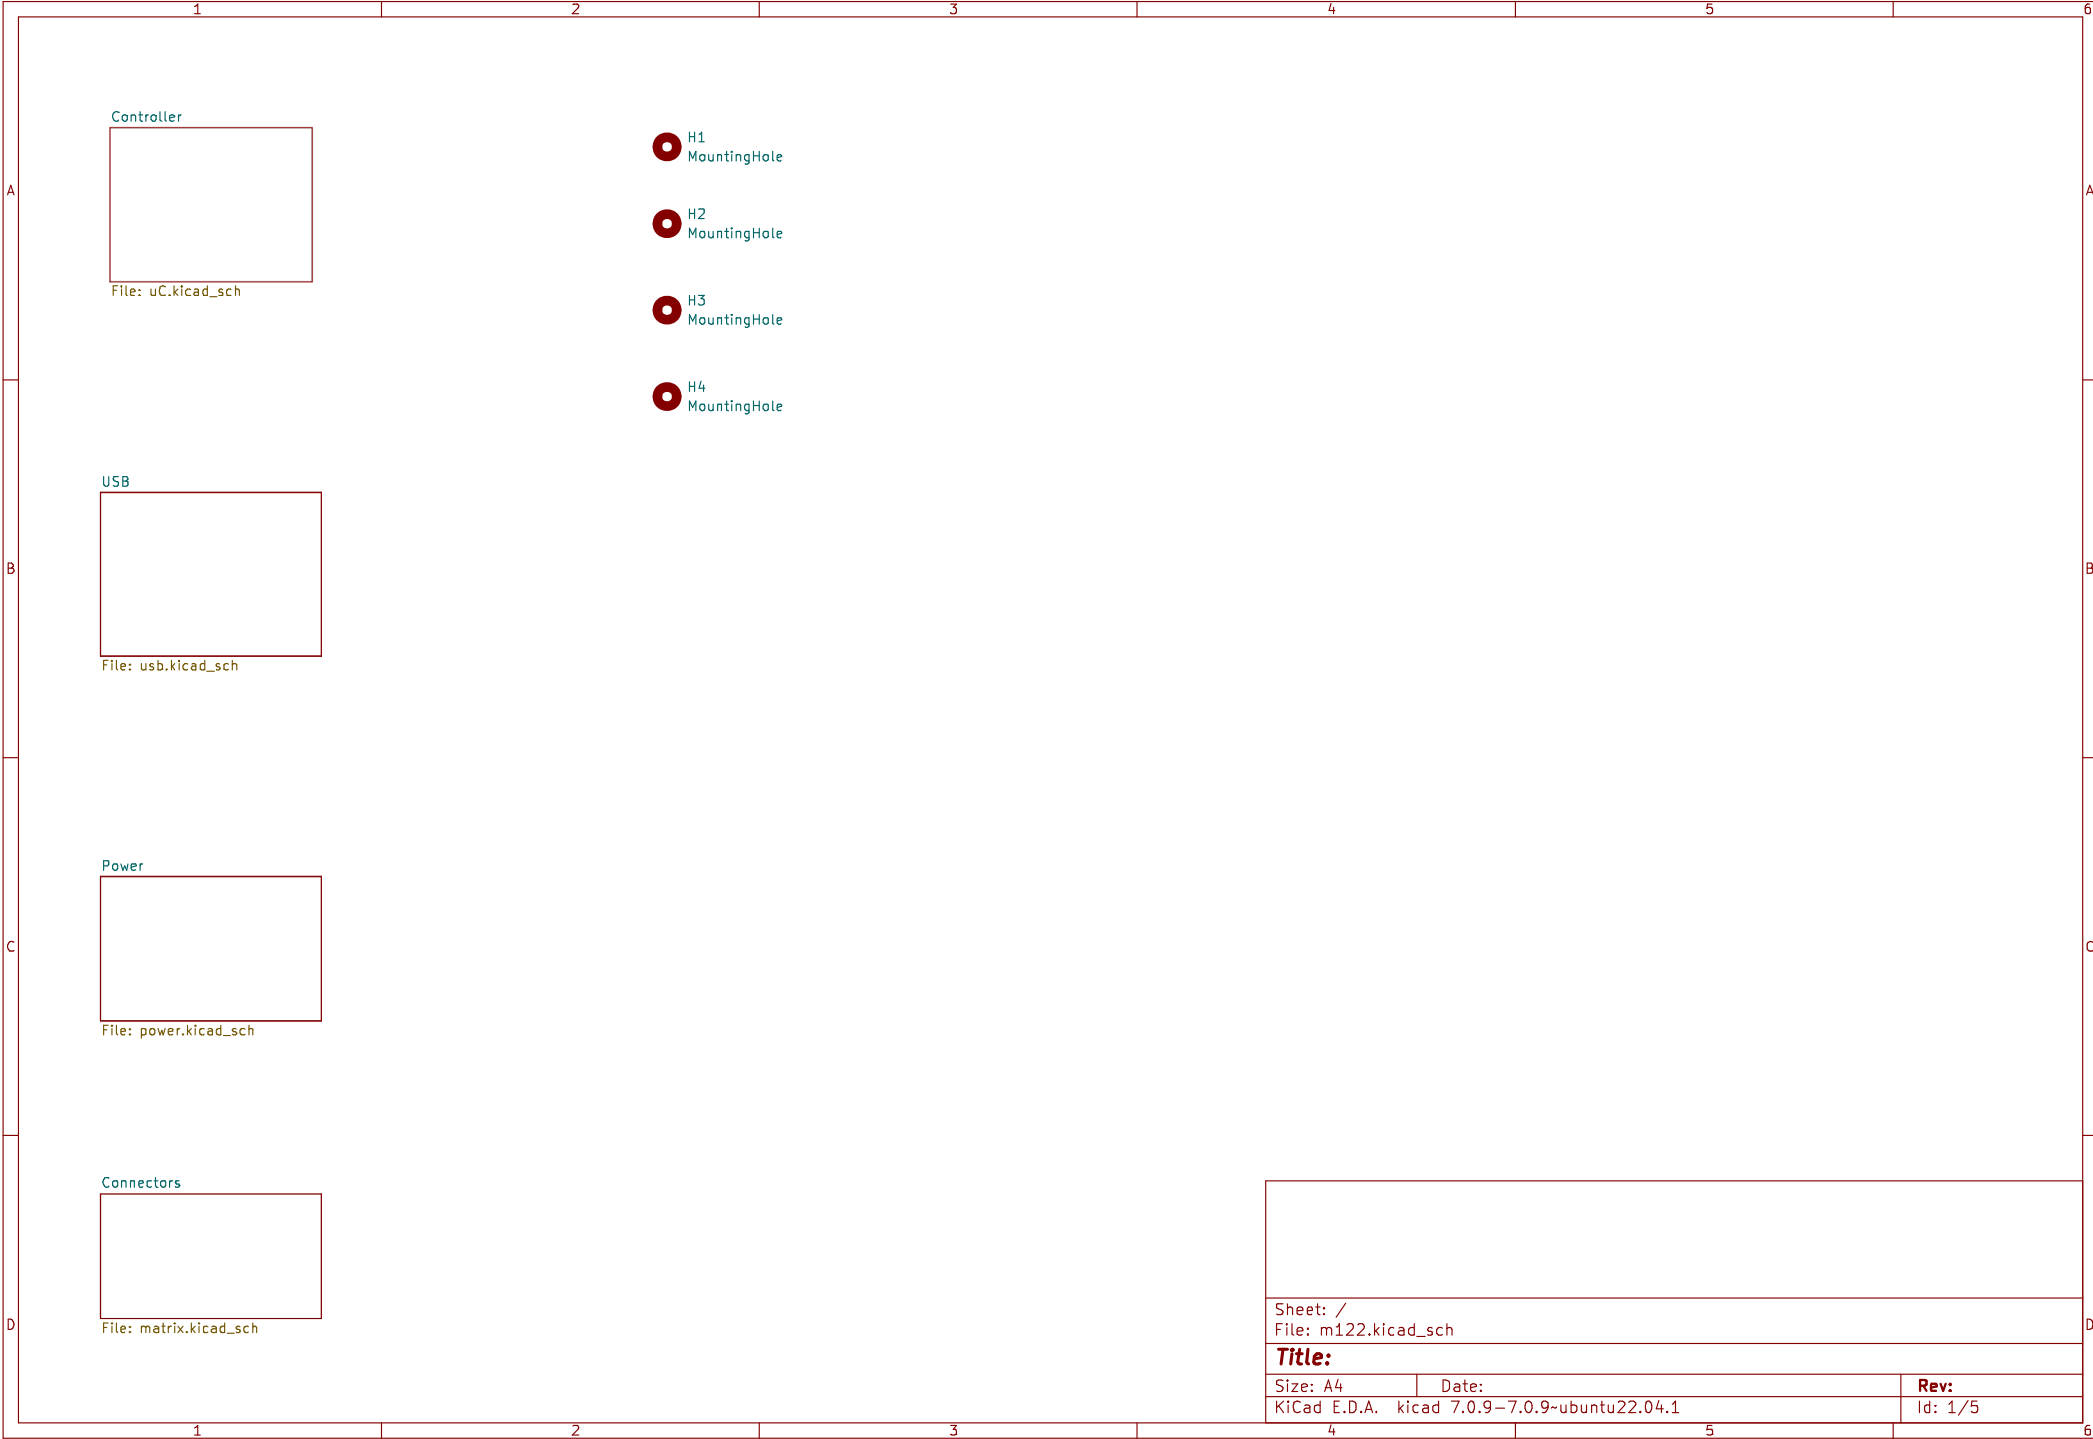 1 2 3 4 5 6
Controller
H1
MountingHole
A A
H2
MountingHole
File: uC.kicad_sch
H3
MountingHole
H4
MountingHole
USB
B B
File: usb.kicad_sch
Power
C C
File: power.kicad_sch
Connectors
Sheet: /
File: matrix.kicad_sch
D D
File: m122.kicad_sch
Title:
Size: A4 Date: Rev:
KiCad E.D.A. kicad 7.0.9-7.0.9~ubuntu22.04.1 Id: 1/5
1 2 3 4 5 6